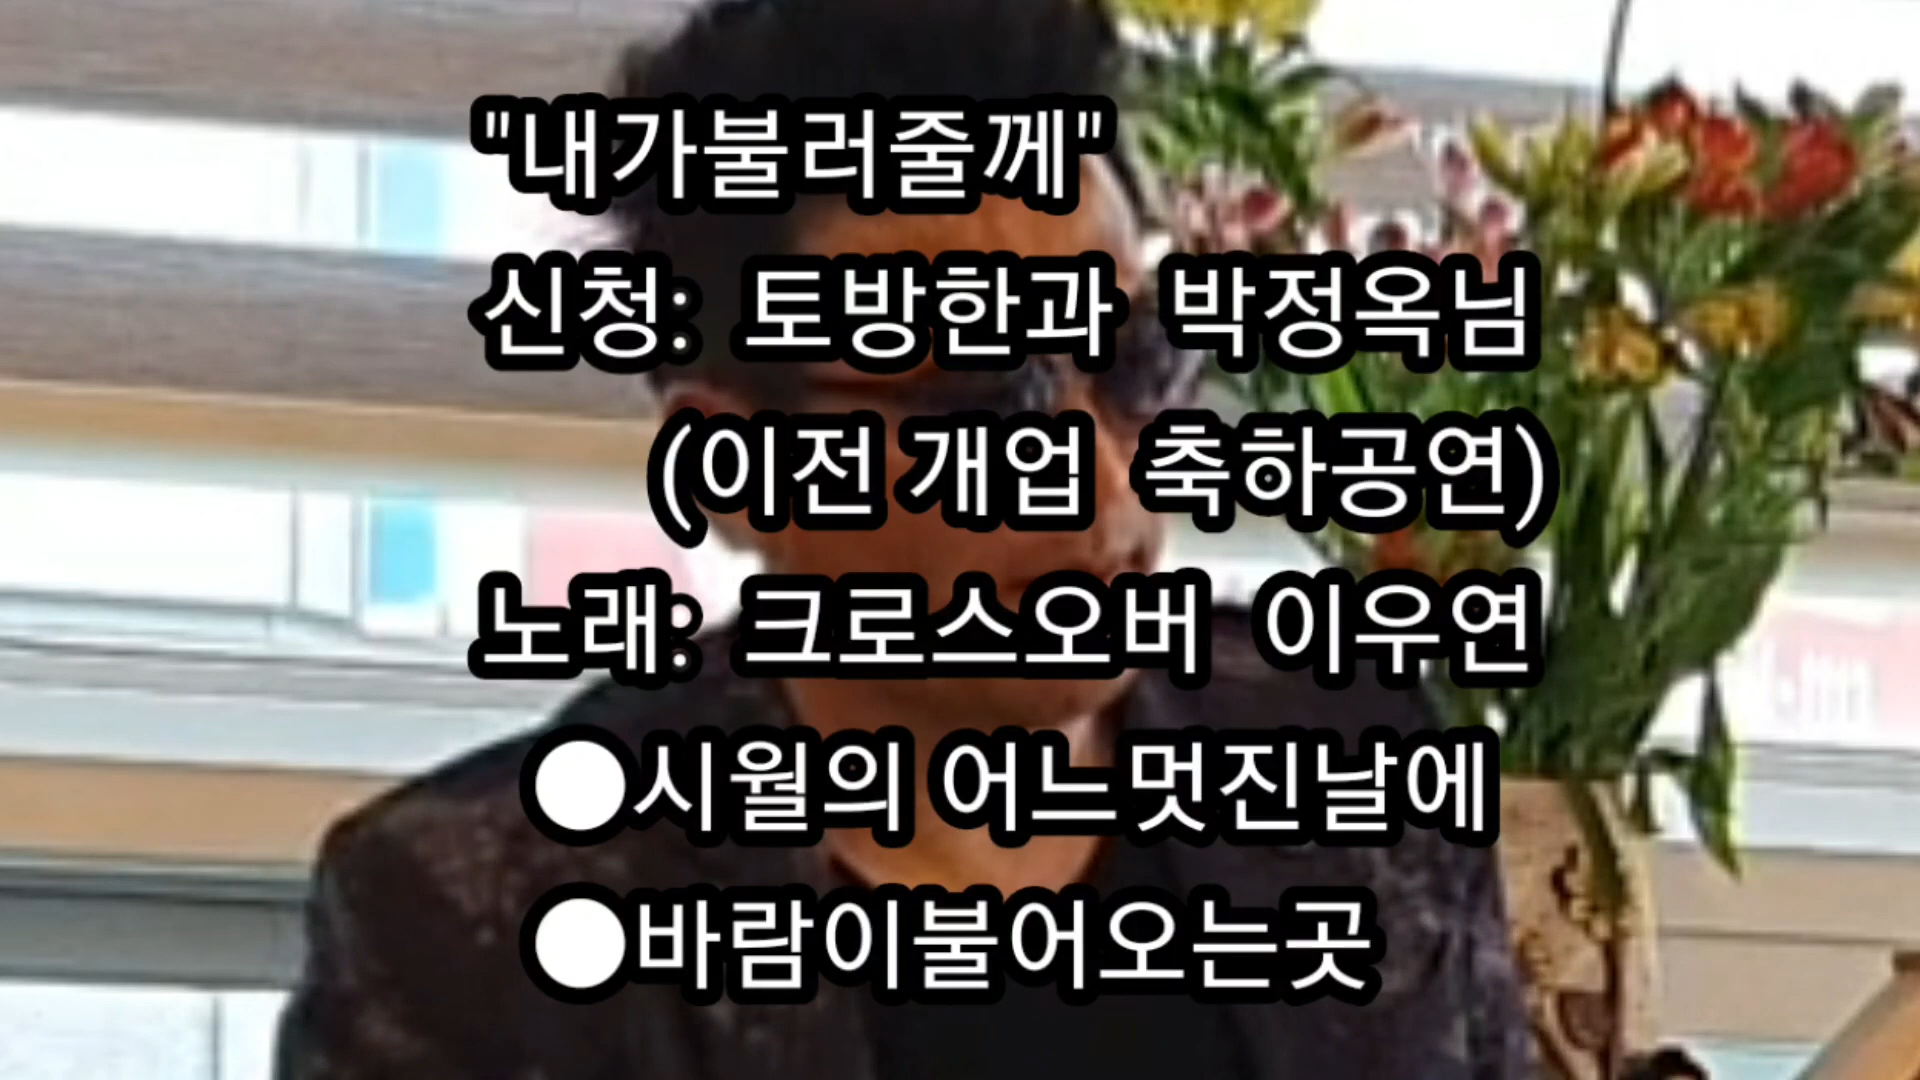 "내가불러줄께"
신청: 토방한과 박정옥님
(이전 개업 축하공연)
노래: 크로스오버 이우연
●시월의 어느멋진날에
●바람이불어오는곳